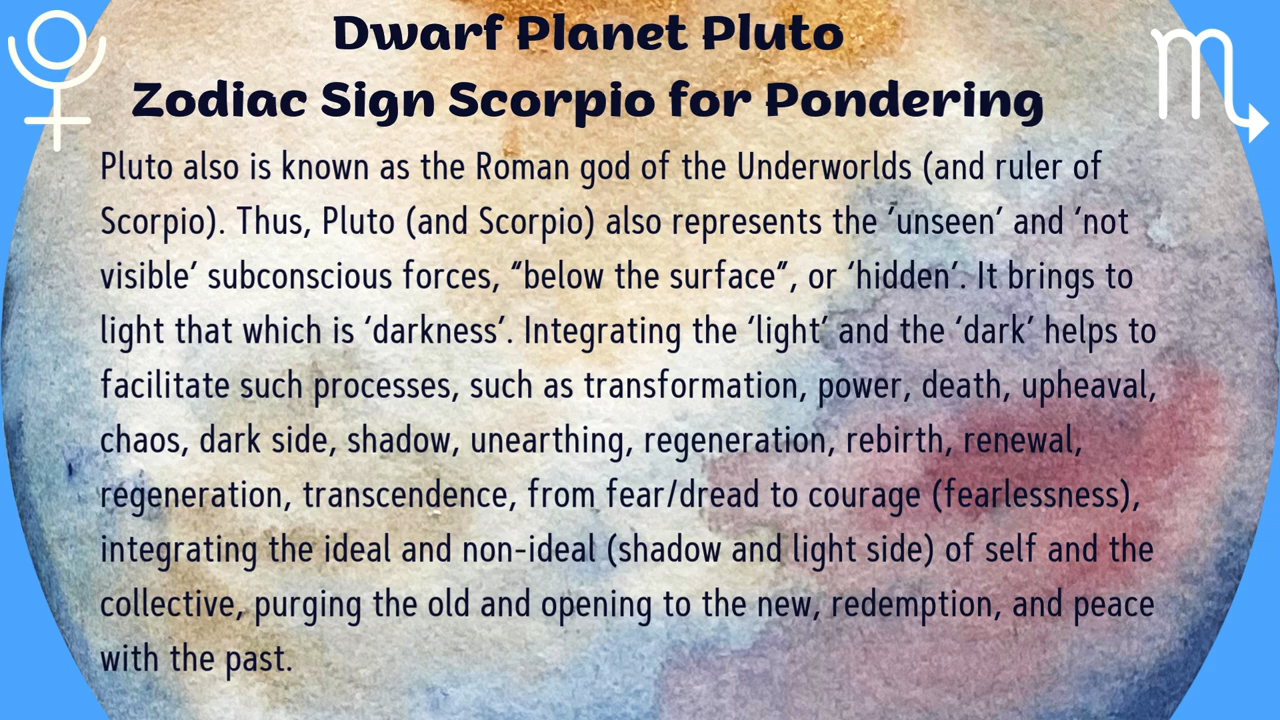 Dwarf Planet Pluto
Zodiac Sign Scorpio for Pondering
Pluto also is known as the Roman god of the Underworlds (and ruler of
Scorpio). Thus, Pluto (and Scorpio) also represents the ’unseen’ and ’not
visible’ subconscious forces, “below the surface”, or ‘hidden’. It brings to
light that which is ‘darkness’. Integrating the ‘light’ and the ‘dark’ helps to
facilitate such processes, such as transformation, power, death, upheaval,
chaos, dark side, shadow, unearthing, regeneration, rebirth, renewal,
regeneration, transcendence, from fear/dread to courage (fearlessness),
integrating the ideal and non-ideal (shadow and light side) of self and the
collective, purging the old and opening to the new, redemption, and peace
with the past.